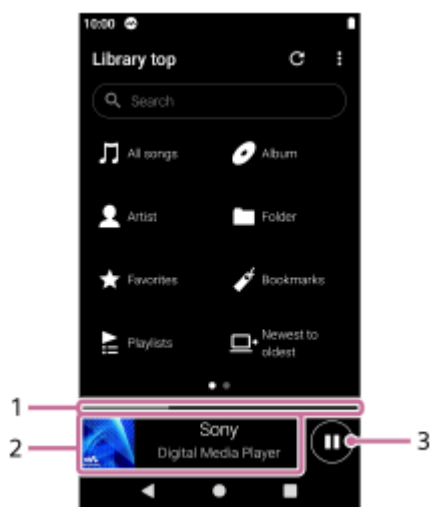 10:00
Library top
Search
All songs
Album
Artist
Folder
Favorites
Bookmarks
Playlists
Newest to
oldest
1
2
Sony
Digital Media Player
3